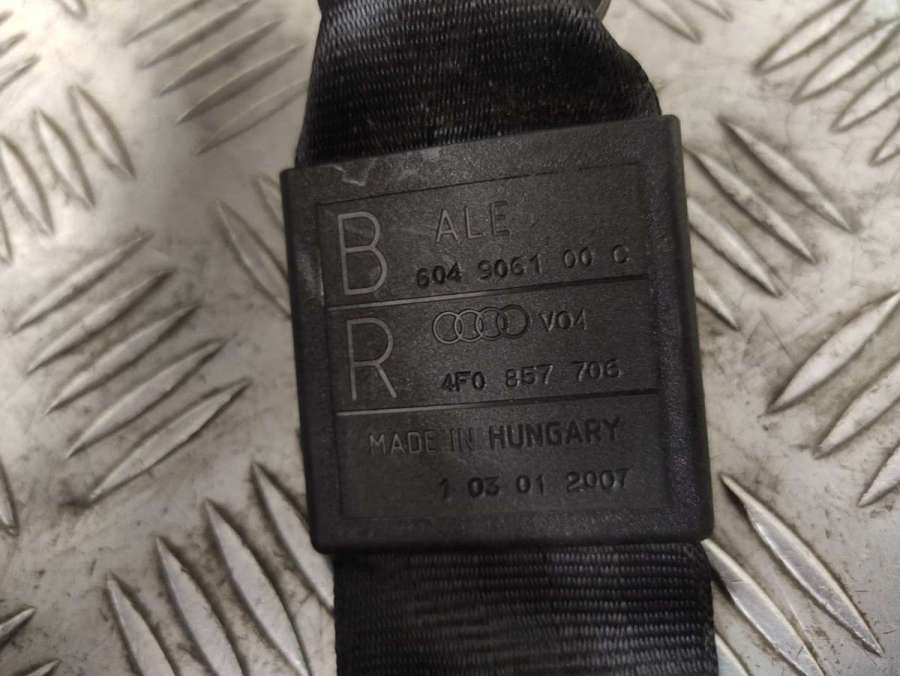 B ALE
604 9061 00 C
R V04
4F0 857 706
MADE IN HUNGARY
1 03 01 2007